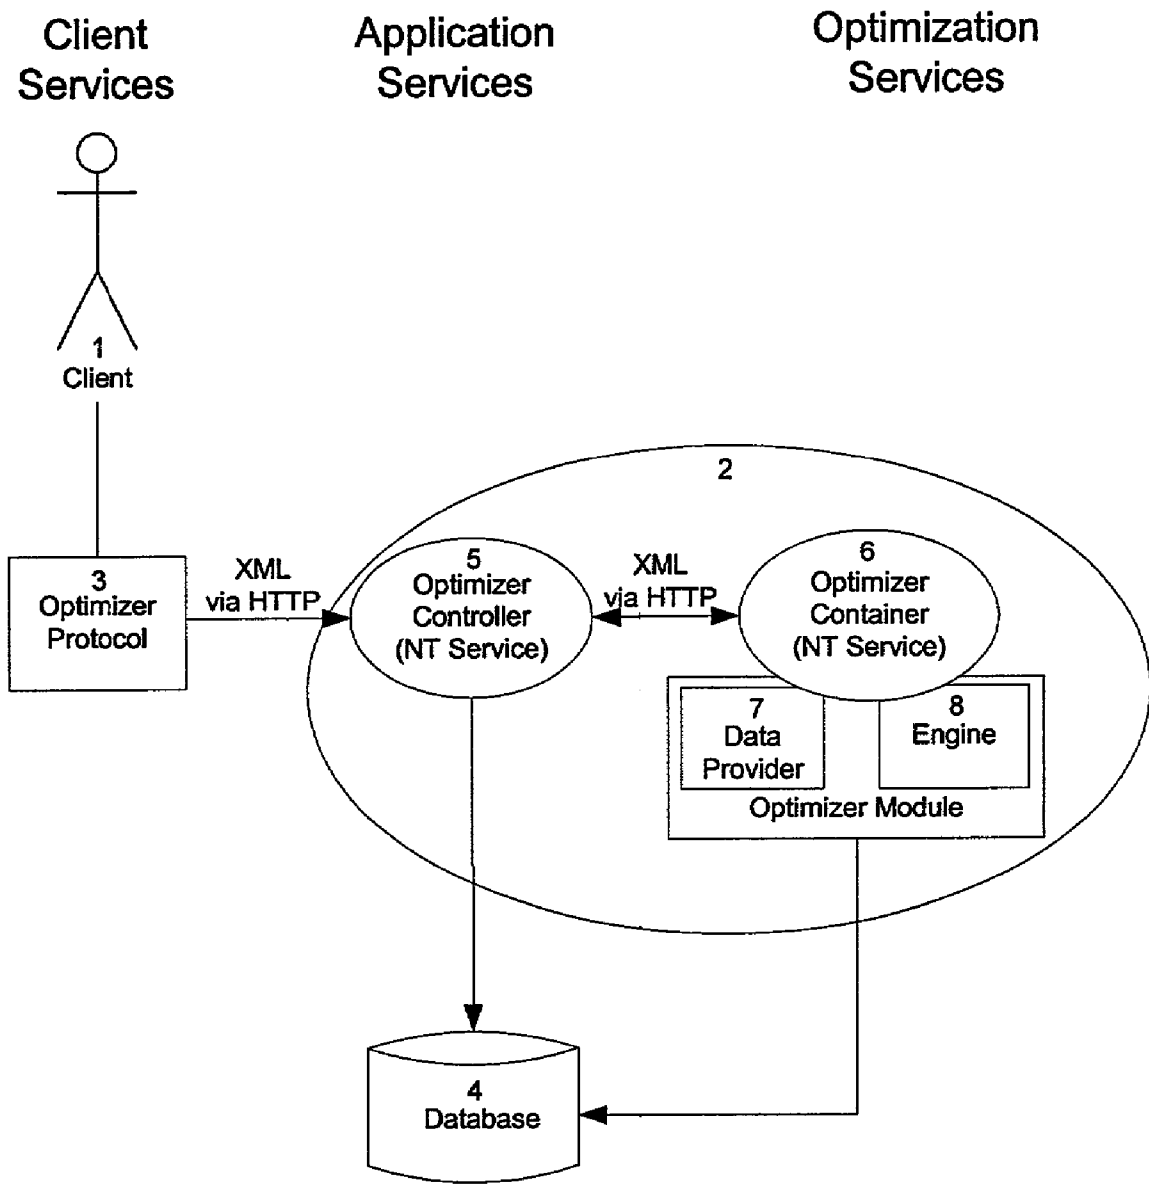 Client
Services
Application
Services
Optimization
Services
1
Client
2
3
Optimizer
Protocol
XML
via HTTP
5
Optimizer
Controller
(NT Service)
XML
via HTTP
6
Optimizer
Container
(NT Service)
7
Data
Provider
8
Engine
Optimizer Module
4
Database